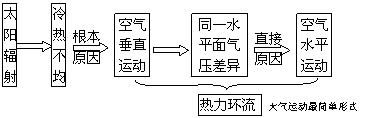 太阳辐射
冷热不均
根本原因
空气垂直运动
同一水平面气压差异
直接原因
空气水平运动
热力环流
大气运动最简单形式